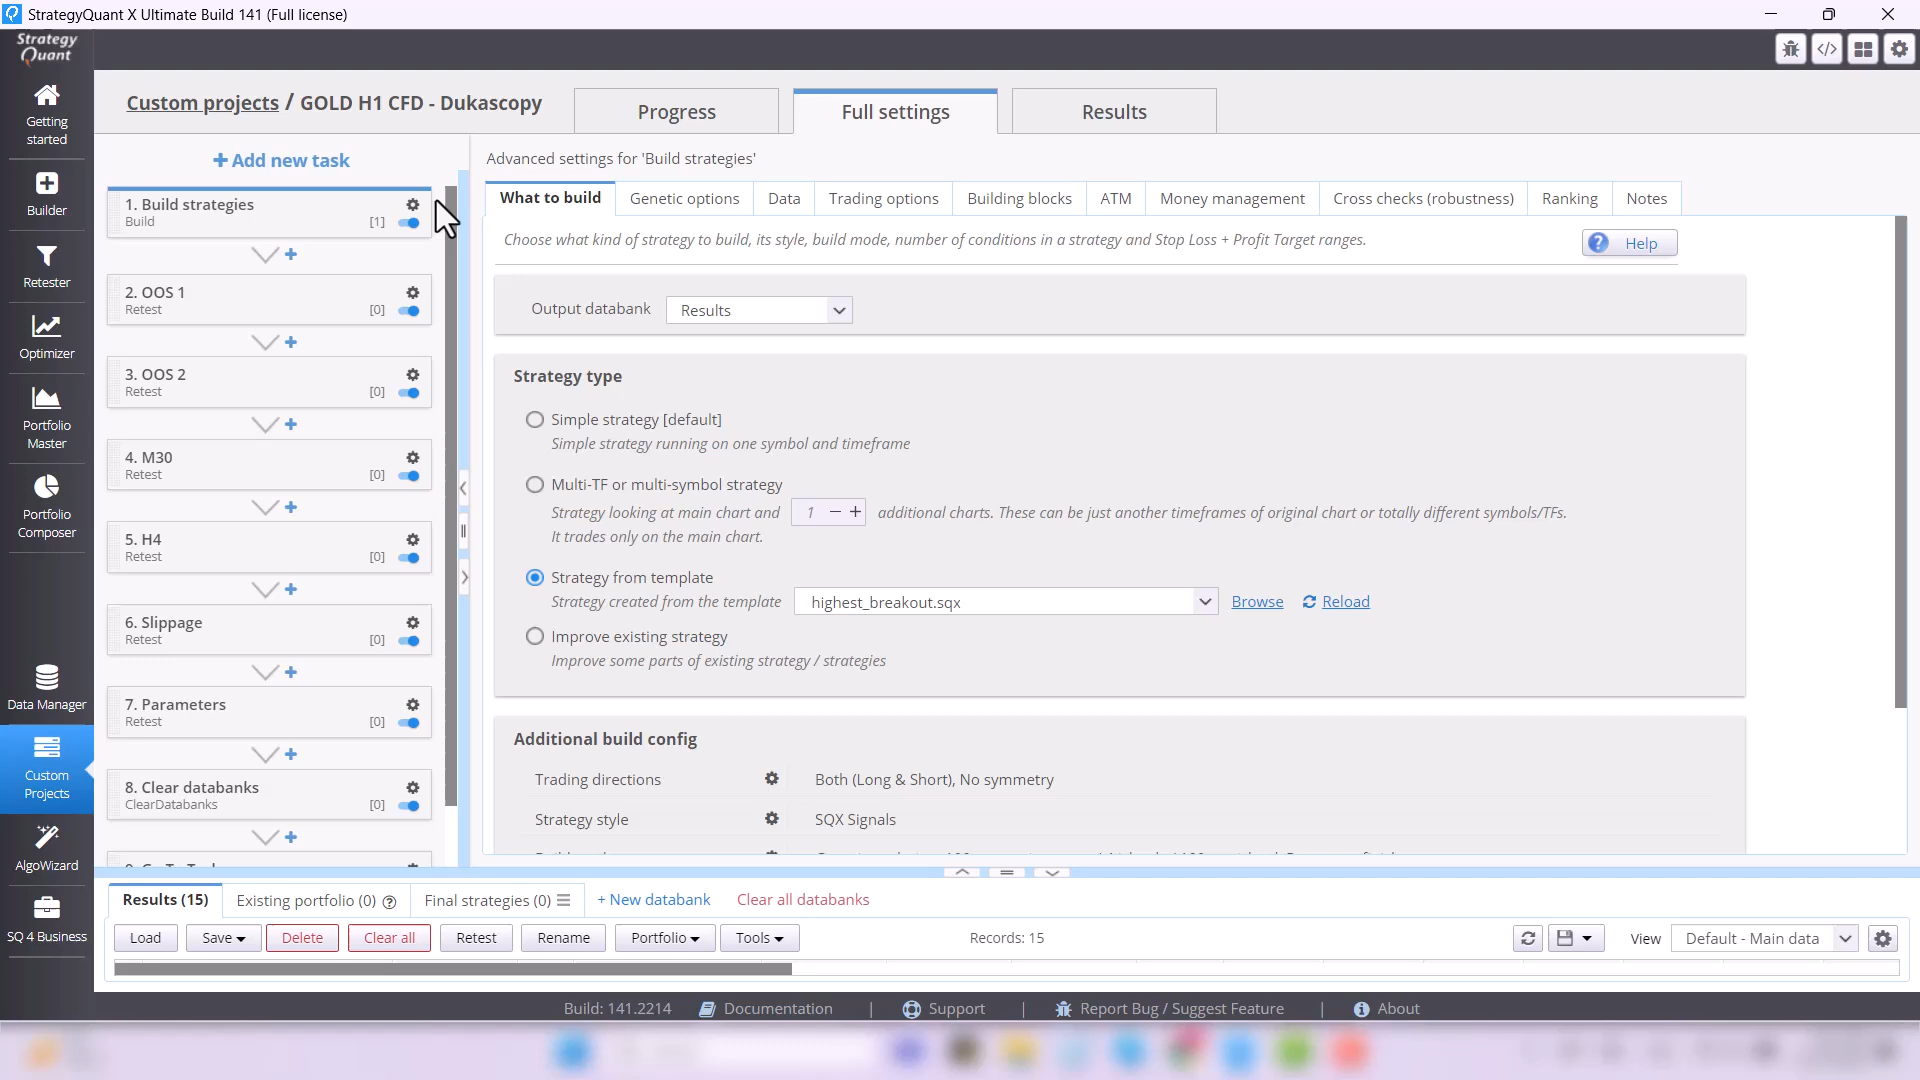 StrategyQuant X Ultimate Build 141 (Full license)
Strategy
Quant
Getting
started
Builder
Retester
Optimizer
Portfolio
Master
Portfolio
Composer
Data Manager
Custom
Projects
AlgoWizard
SQ 4 Business
Custom projects / GOLD H1 CFD - Dukascopy
Progress
Full settings
Results
+ Add new task
1. Build strategies
Build [1]
2. OOS 1
Retest [0]
3. OOS 2
Retest [0]
4. M30
Retest [0]
5. H4
Retest [0]
6. Slippage
Retest [0]
7. Parameters
Retest [0]
8. Clear databanks
ClearDatabanks [0]
Advanced settings for 'Build strategies'
What to build
Genetic options
Data
Trading options
Building blocks
ATM
Money management
Cross checks (robustness)
Ranking
Notes
Choose what kind of strategy to build, its style, build mode, number of conditions in a strategy and Stop Loss + Profit Target ranges.
? Help
Output databank Results
Strategy type
Simple strategy [default]
Simple strategy running on one symbol and timeframe
Multi-TF or multi-symbol strategy
Strategy looking at main chart and 1 − + additional charts. These can be just another timeframes of original chart or totally different symbols/TFs.
It trades only on the main chart.
Strategy from template
Strategy created from the template highest_breakout.sqx Browse Reload
Improve existing strategy
Improve some parts of existing strategy / strategies
Additional build config
Trading directions Both (Long & Short), No symmetry
Strategy style SQX Signals
Results (15)
Existing portfolio (0) ?
Final strategies (0)
+ New databank
Clear all databanks
Load
Save
Delete
Clear all
Retest
Rename
Portfolio
Tools
Records: 15
View Default - Main data
Build: 141.2214
Documentation
| Support
| Report Bug / Suggest Feature
| About